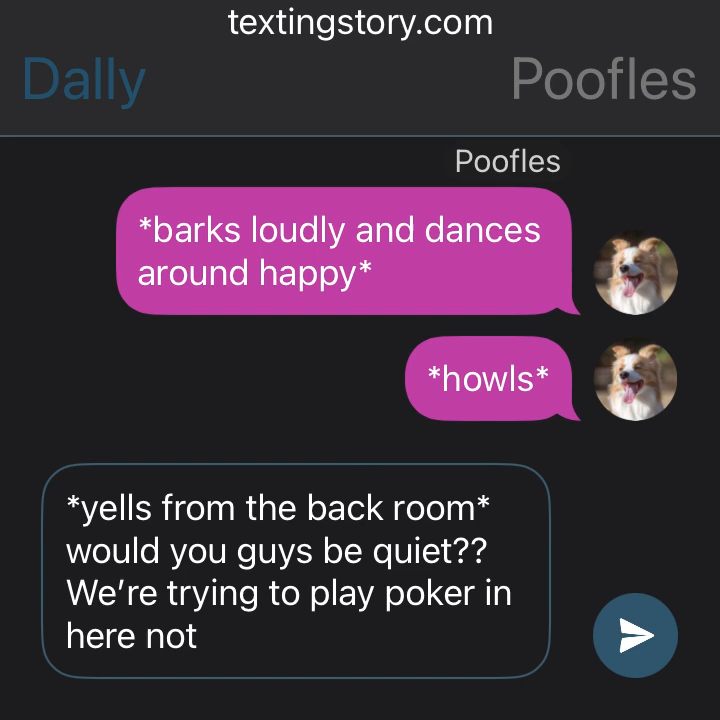 textingstory.com
Dally
Poofles
Poofles
*barks loudly and dances
around happy*
*howls*
*yells from the back room*
would you guys be quiet??
We’re trying to play poker in
here not